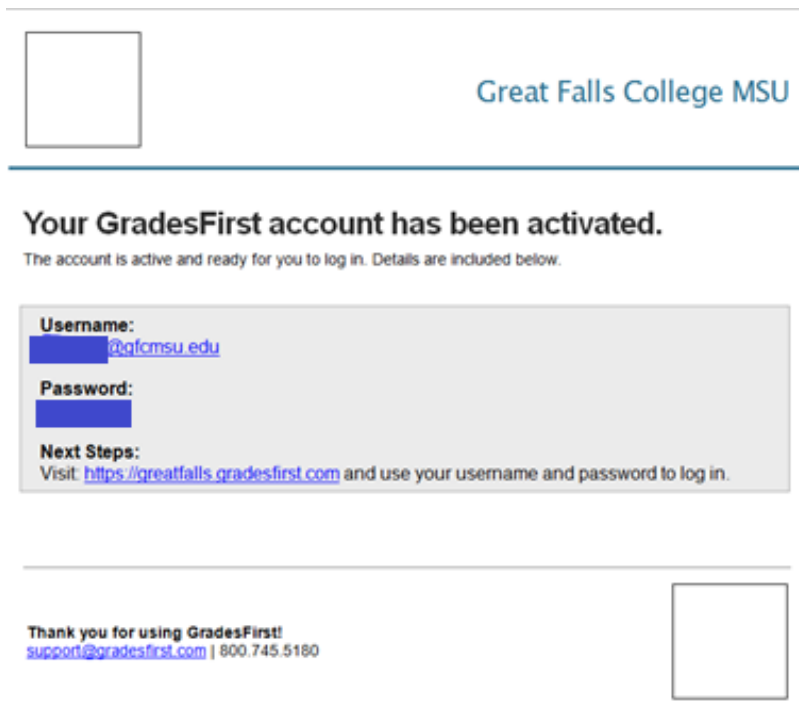 Great Falls College MSU
Your GradesFirst account has been activated.
The account is active and ready for you to log in. Details are included below.
Username:
@gfcmsu.edu
Password:
Next Steps:
Visit: https://greatfalls.gradesfirst.com and use your username and password to log in.
Thank you for using GradesFirst!
support@gradesfirst.com | 800.745.5180